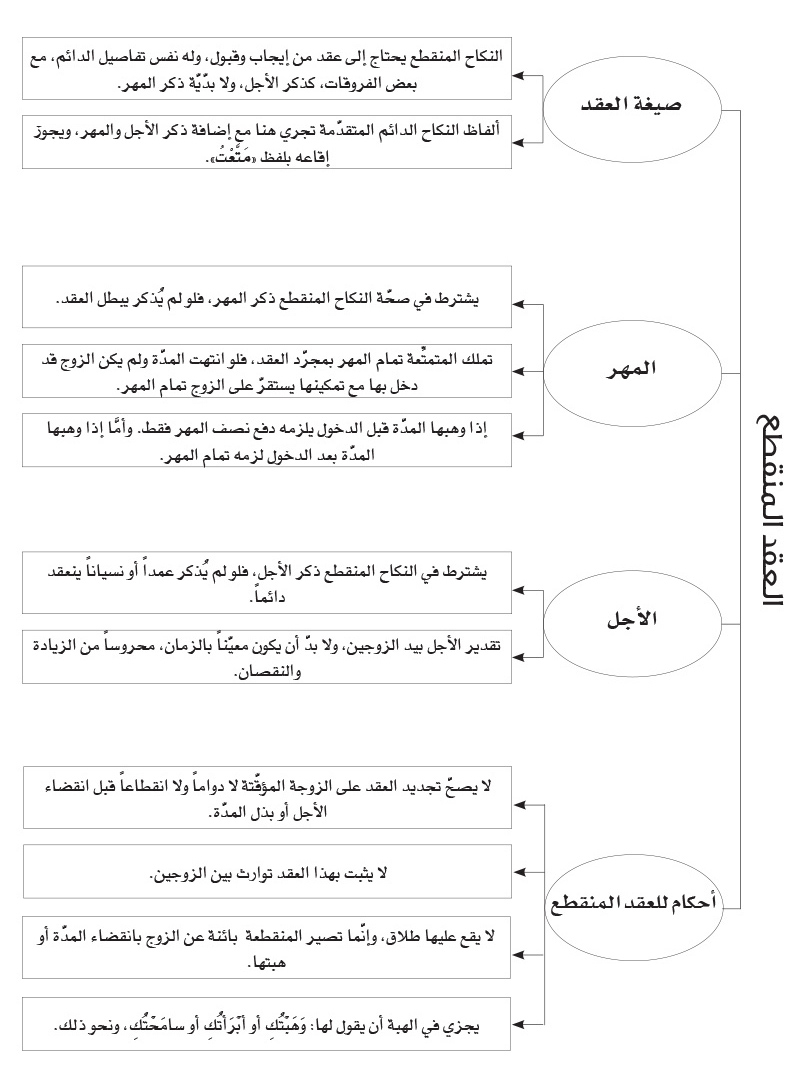 العقد المنقطع
صيغة العقد
النكاح المنقطع يحتاج إلى عقد من إيجاب وقبول، وله نفس تفاصيل الدائم، مع
بعض الفروقات، كذكر الأجل، ولا بدّيّة ذكر المهر.
ألفاظ النكاح الدائم المتقدّمة تجري هنا مع إضافة ذكر الأجل والمهر، ويجوز
إقاعه بلفظ «مَتَّعْتُ».
المهر
يشترط في صحّة النكاح المنقطع ذكر المهر، فلو لم يُذكر يبطل العقد.
تملك المتمتِّعة تمام المهر بمجرّد العقد، فلو انتهت المدّة ولم يكن الزوج قد
دخل بها مع تمكينها يستقرّ على الزوج تمام المهر.
إذا وهبها المدّة قبل الدخول يلزمه دفع نصف المهر فقط. وأمَّا إذا وهبها
المدّة بعد الدخول لزمه تمام المهر.
الأجل
يشترط في النكاح المنقطع ذكر الأجل، فلو لم يُذكر عمداً أو نسياناً ينعقد
دائماً.
تقدير الأجل بيد الزوجين، ولا بدّ أن يكون معيّناً بالزمان، محروساً من الزيادة
والنقصان.
أحكام للعقد المنقطع
لا يصحّ تجديد العقد على الزوجة المؤقّتة لا دواماً ولا انقطاعاً قبل انقضاء
الأجل أو بذل المدّة.
لا يثبت بهذا العقد توارث بين الزوجين.
لا يقع عليها طلاق، وإنّما تصير المنقطعة بائنة عن الزوج بانقضاء المدّة أو
هبتها.
يجزي في الهبة أن يقول لها: وَهَبْتُكِ أو أبْرَأتُكِ أو سامَحْتُكِ، ونحو ذلك.